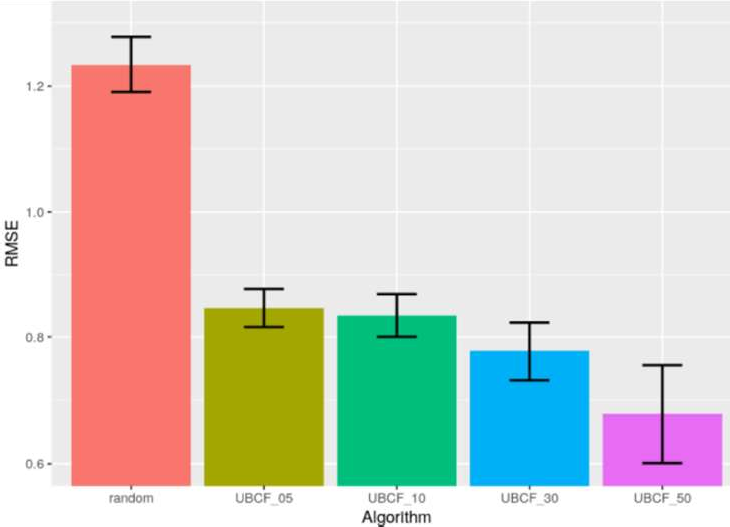 RMSE
1.2
1.0
0.8
0.6
random UBCF_05 UBCF_10 UBCF_30 UBCF_50
Algorithm